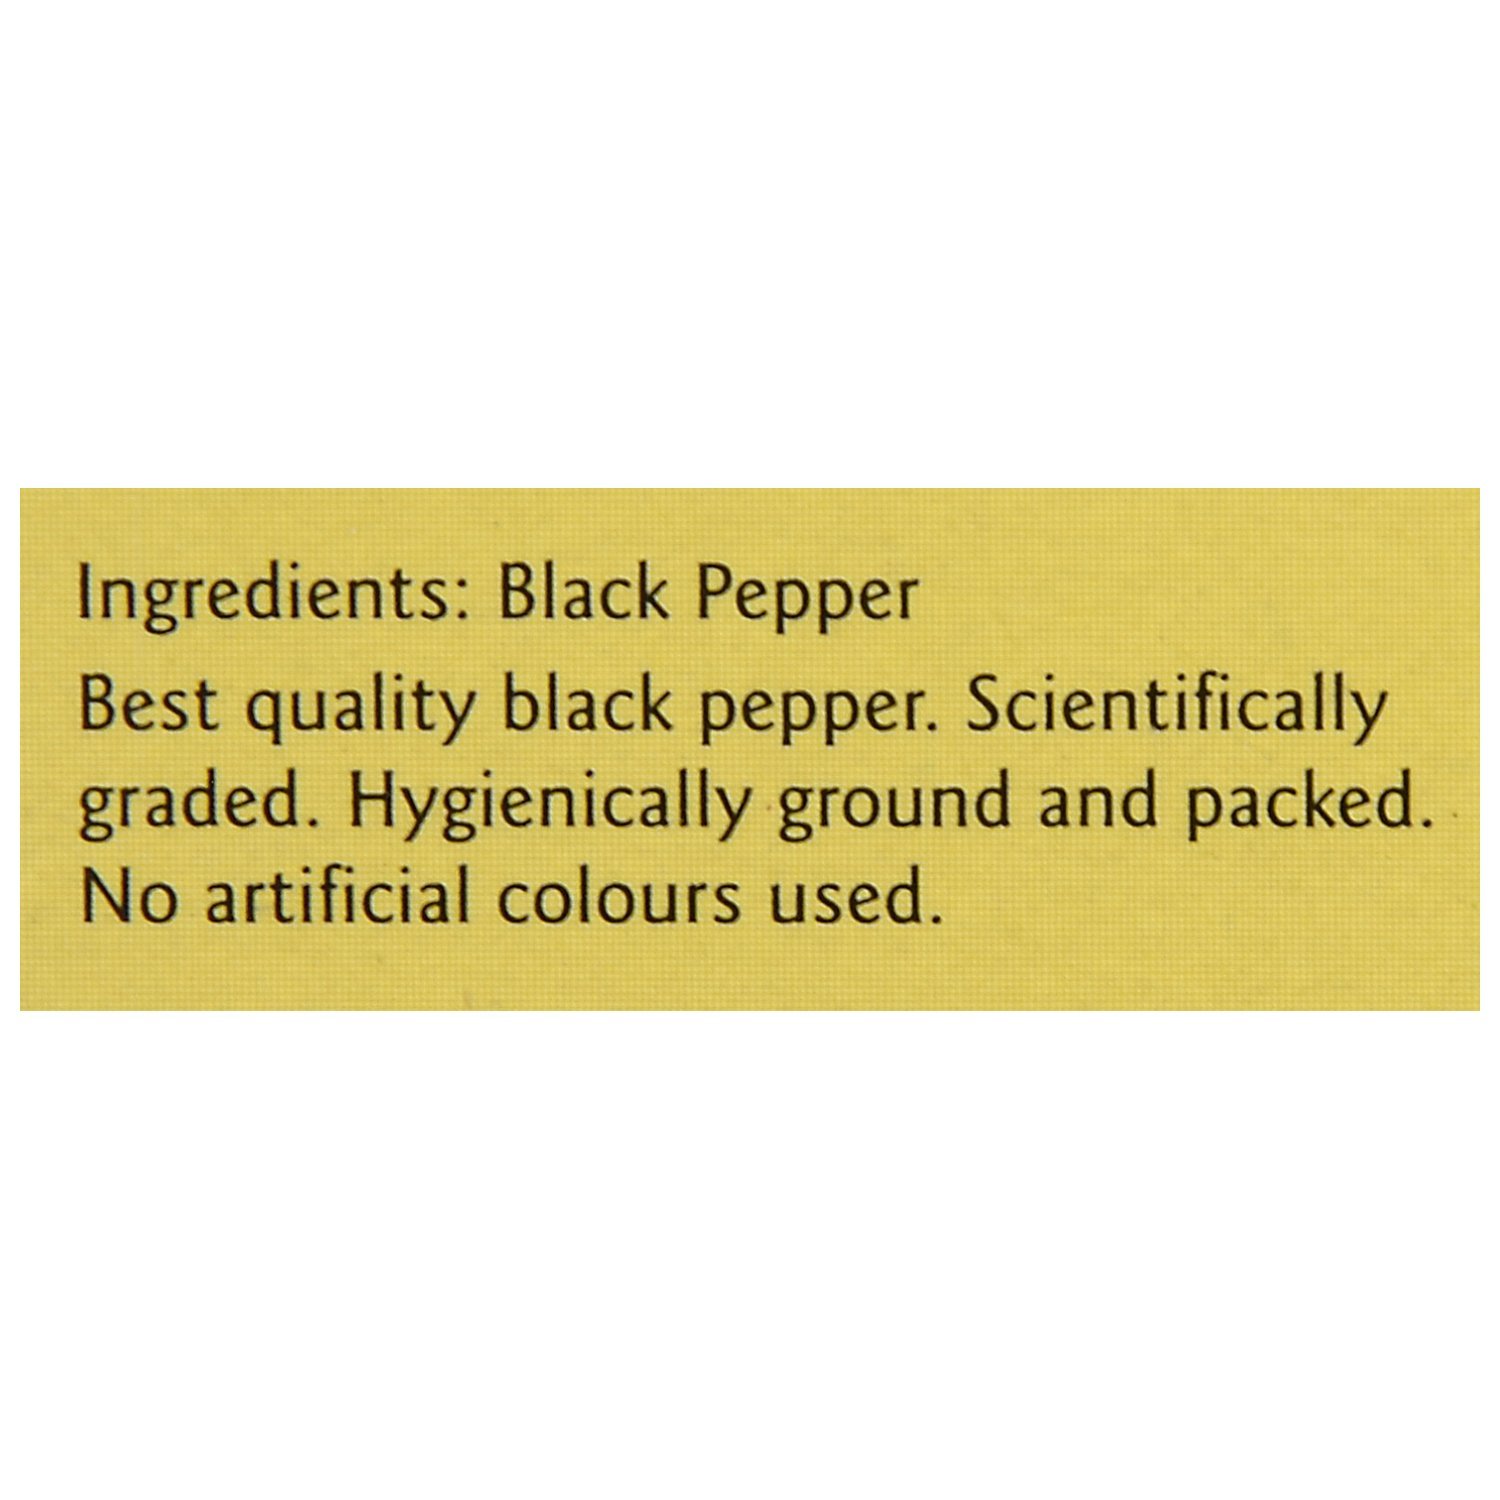 Ingredients: Black Pepper
Best quality black pepper. Scientifically
graded. Hygienically ground and packed.
No artificial colours used.